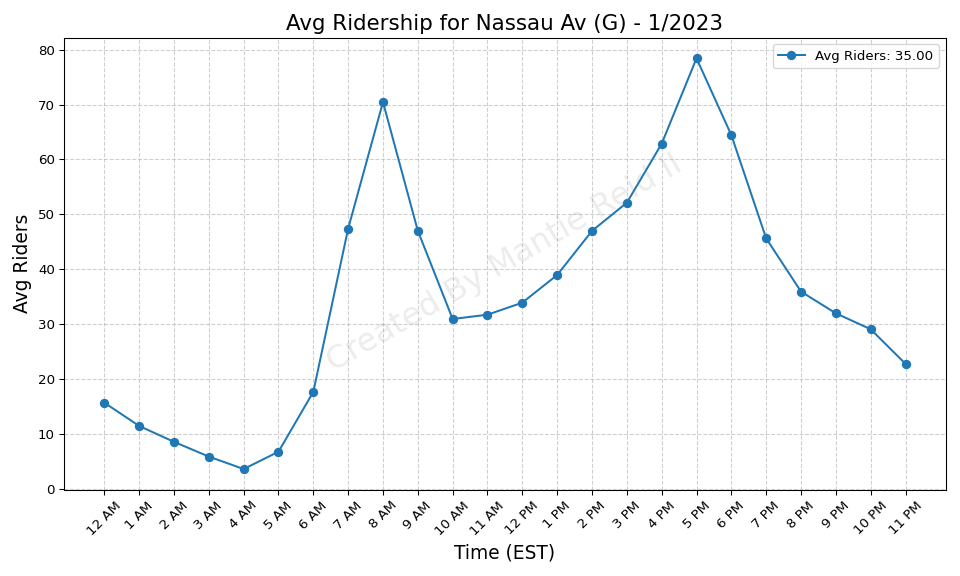 Avg Ridership for Nassau Av (G) - 1/2023
Avg Riders: 35.00
Avg Riders
80
70
60
50
40
30
20
10
0
Created By Mantie Reid II
12 AM
1 AM
2 AM
3 AM
4 AM
5 AM
6 AM
7 AM
8 AM
9 AM
10 AM
11 AM
12 PM
1 PM
2 PM
3 PM
4 PM
5 PM
6 PM
7 PM
8 PM
9 PM
10 PM
11 PM
Time (EST)